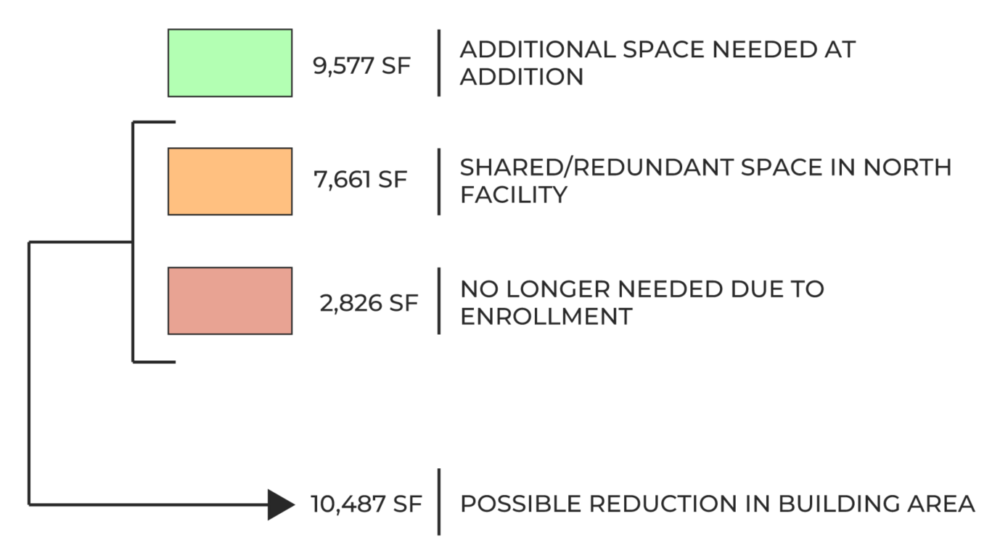 9,577 SF
ADDITIONAL SPACE NEEDED AT
ADDITION
7,661 SF
SHARED/REDUNDANT SPACE IN NORTH
FACILITY
2,826 SF
NO LONGER NEEDED DUE TO
ENROLLMENT
10,487 SF
POSSIBLE REDUCTION IN BUILDING AREA